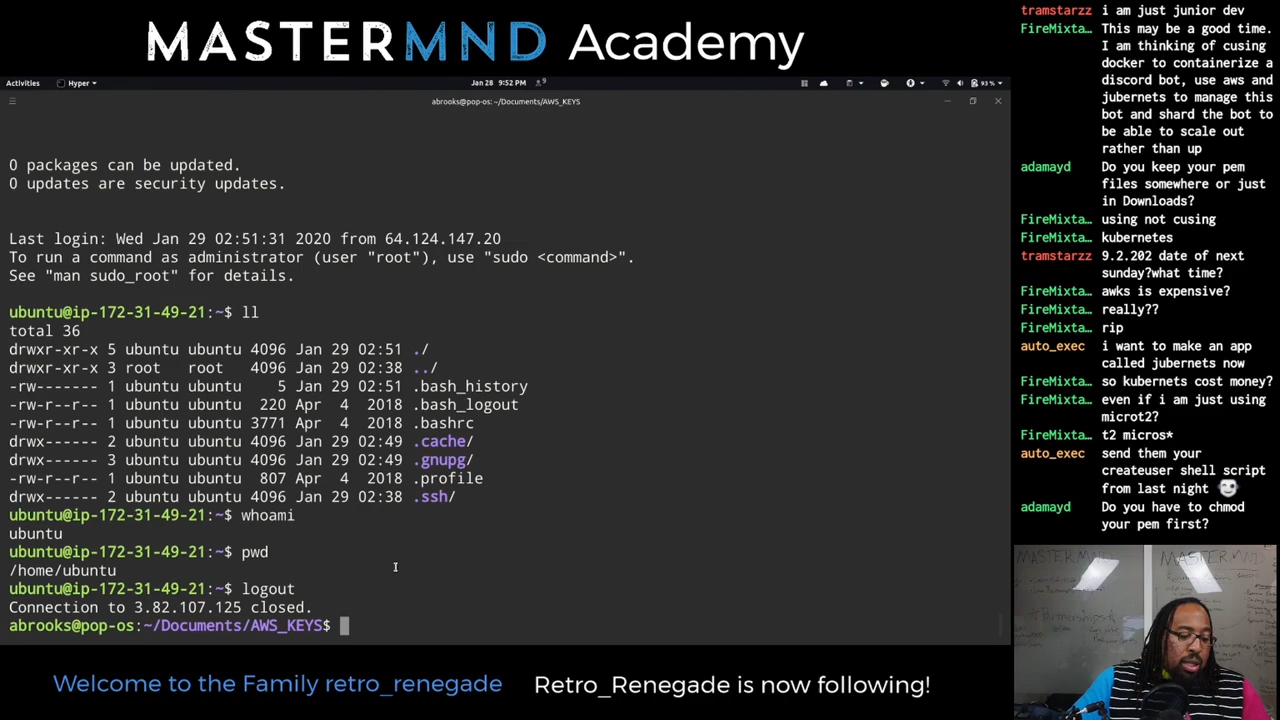 MASTERMND Academy
Activities
Hyper
Jan 28 9:52 PM
9
93 %
abrooks@pop-os: ~/Documents/AWS_KEYS
0 packages can be updated.
0 updates are security updates.
Last login: Wed Jan 29 02:51:31 2020 from 64.124.147.20
To run a command as administrator (user "root"), use "sudo <command>".
See "man sudo_root" for details.
ubuntu@ip-172-31-49-21:~$ ll
total 36
drwxr-xr-x 5 ubuntu ubuntu 4096 Jan 29 02:51 ./
drwxr-xr-x 3 root   root   4096 Jan 29 02:38 ../
-rw------- 1 ubuntu ubuntu    5 Jan 29 02:51 .bash_history
-rw-r--r-- 1 ubuntu ubuntu  220 Apr  4  2018 .bash_logout
-rw-r--r-- 1 ubuntu ubuntu 3771 Apr  4  2018 .bashrc
drwx------ 2 ubuntu ubuntu 4096 Jan 29 02:49 .cache/
drwx------ 3 ubuntu ubuntu 4096 Jan 29 02:49 .gnupg/
-rw-r--r-- 1 ubuntu ubuntu  807 Apr  4  2018 .profile
drwx------ 2 ubuntu ubuntu 4096 Jan 29 02:38 .ssh/
ubuntu@ip-172-31-49-21:~$ whoami
ubuntu
ubuntu@ip-172-31-49-21:~$ pwd
/home/ubuntu
ubuntu@ip-172-31-49-21:~$ logout
Connection to 3.82.107.125 closed.
abrooks@pop-os:~/Documents/AWS_KEYS$
tramstarzz i am just junior dev
FireMixta… This may be a good time.
I am thinking of cusing
docker to containerize a
discord bot, use aws and
jubernets to manage this
bot and shard the bot to
be able to scale out
rather than up
adamayd Do you keep your pem
files somewhere or just
in Downloads?
FireMixta… using not cusing
FireMixta… kubernetes
tramstarzz 9.2.202 date of next
sunday?what time?
FireMixta… awks is expensive?
FireMixta… really??
FireMixta… rip
auto_exec i want to make an app
called jubernets now
FireMixta… so kubernets cost money?
FireMixta… even if i am just using
microt2?
FireMixta… t2 micros*
auto_exec send them your
createuser shell script
from last night
adamayd Do you have to chmod
your pem first?
MASTERMND MASTERMND
Welcome to the Family retro_renegade
Retro_Renegade is now following!